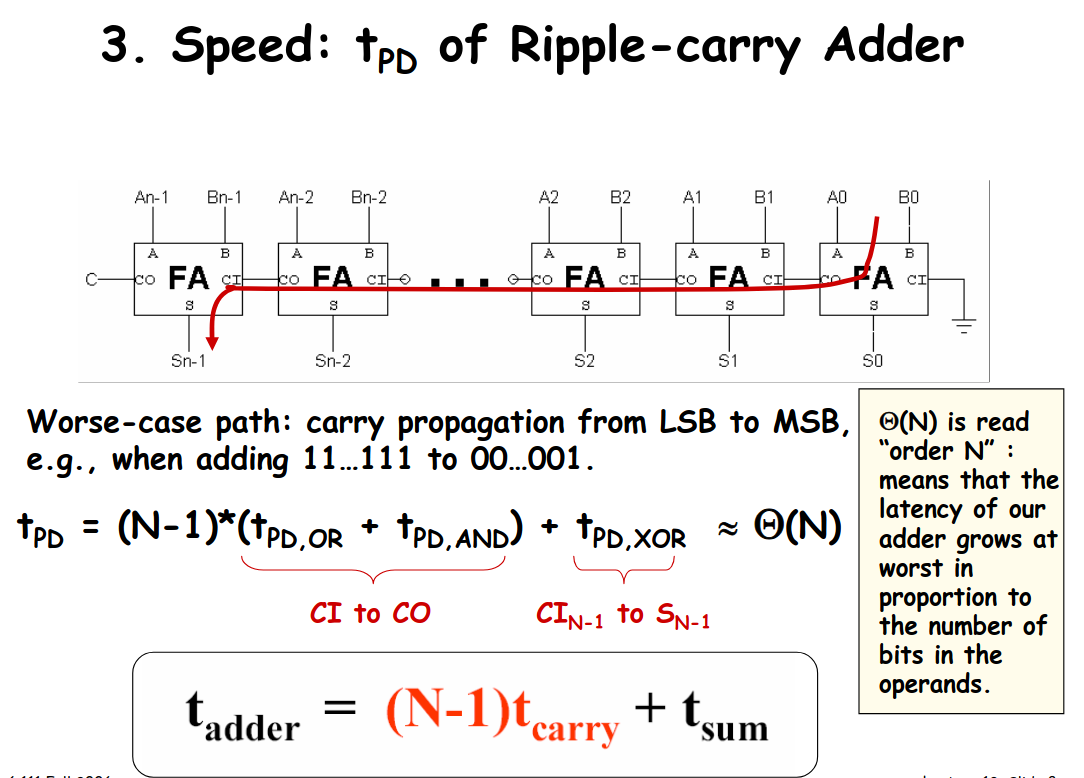 3. Speed: tPD of Ripple-carry Adder
An-1 Bn-1 An-2 Bn-2 A2 B2 A1 B1 A0 B0
A B A B A B A B A B
C CO FA CI CO FA CI ... CO FA CI CO FA CI CO FA CI
S S S S S
Sn-1 Sn-2 S2 S1 S0
Worse-case path: carry propagation from LSB to MSB,
e.g., when adding 11…111 to 00…001.
tPD = (N-1)*(tPD,OR + tPD,AND) + tPD,XOR ≈ Θ(N)
CI to CO CIN-1 to SN-1
tadder = (N-1)tcarry + tsum
Θ(N) is read
"order N" :
means that the
latency of our
adder grows at
worst in
proportion to
the number of
bits in the
operands.